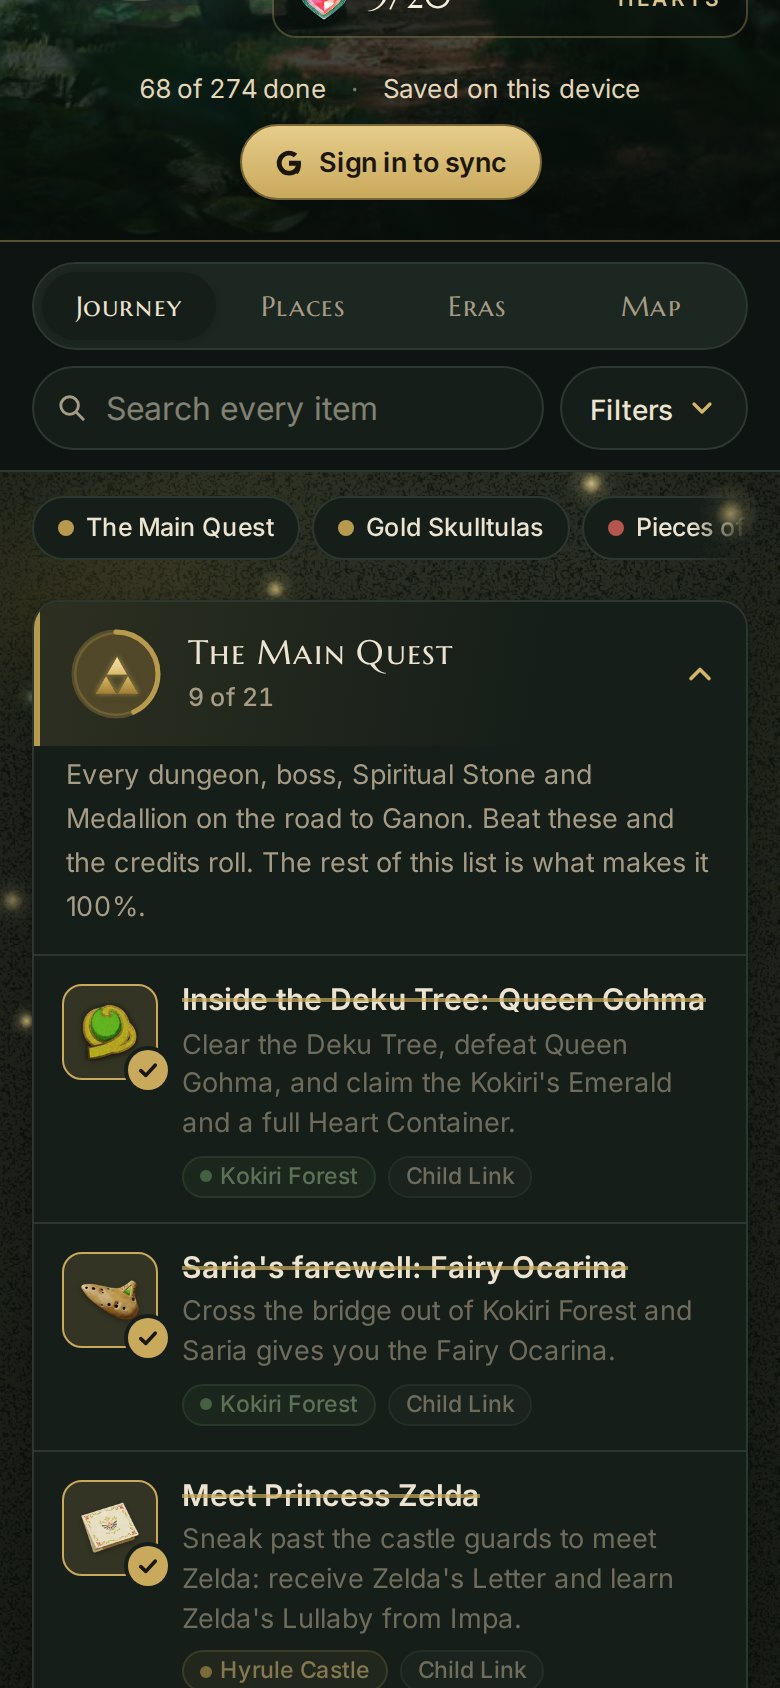 9/20 HEARTS
68 of 274 done · Saved on this device
Sign in to sync
Journey Places Eras Map
Search every item Filters
The Main Quest Gold Skulltulas Pieces of
The Main Quest
9 of 21
Every dungeon, boss, Spiritual Stone and
Medallion on the road to Ganon. Beat these and
the credits roll. The rest of this list is what makes it
100%.
Inside the Deku Tree: Queen Gohma
Clear the Deku Tree, defeat Queen
Gohma, and claim the Kokiri's Emerald
and a full Heart Container.
Kokiri Forest Child Link
Saria's farewell: Fairy Ocarina
Cross the bridge out of Kokiri Forest and
Saria gives you the Fairy Ocarina.
Kokiri Forest Child Link
Meet Princess Zelda
Sneak past the castle guards to meet
Zelda: receive Zelda's Letter and learn
Zelda's Lullaby from Impa.
Hyrule Castle Child Link